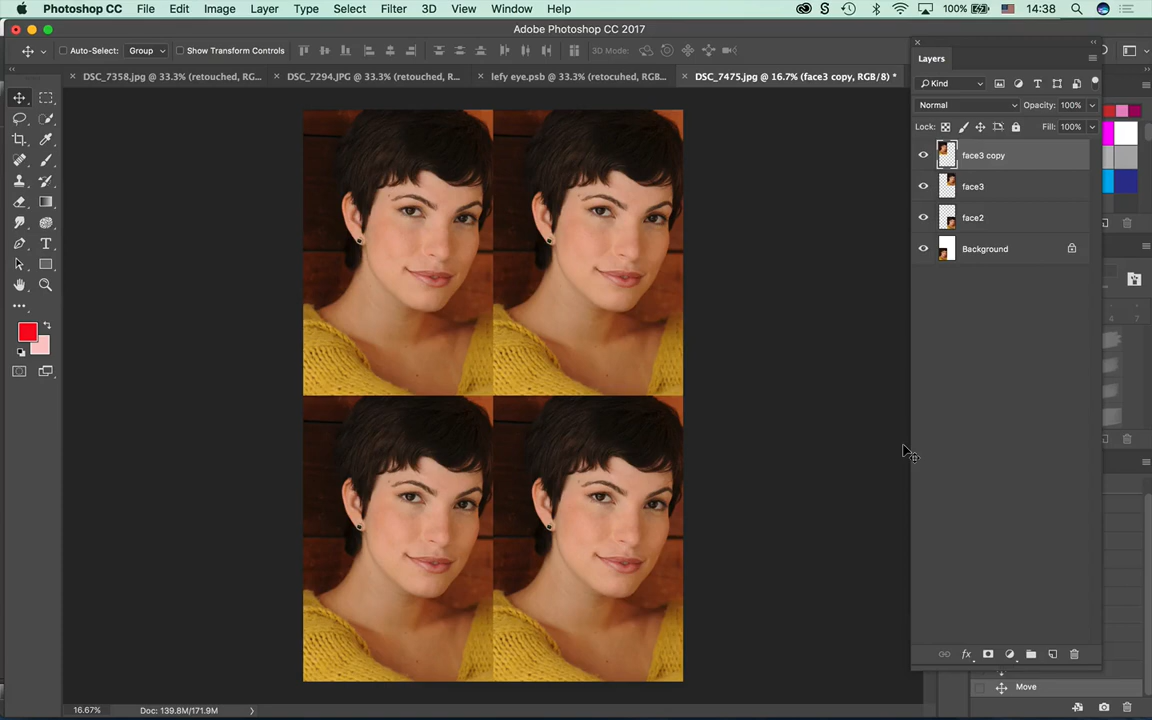 Photoshop CC File Edit Image Layer Type Select Filter 3D View Window Help 100% 14:38
Adobe Photoshop CC 2017
Auto-Select: Group Show Transform Controls 3D Mode:
DSC_7358.jpg @ 33.3% (retouched, RG... DSC_7294.JPG @ 33.3% (retouched, R... lefy eye.psb @ 33.3% (retocuhed, RGB... DSC_7475.jpg @ 16.7% (face3 copy, RGB/8) *
Layers
Kind
Normal Opacity: 100%
Lock: Fill: 100%
face3 copy
face3
face2
Background
4 7
Move
16.67% Doc: 139.8M/171.9M